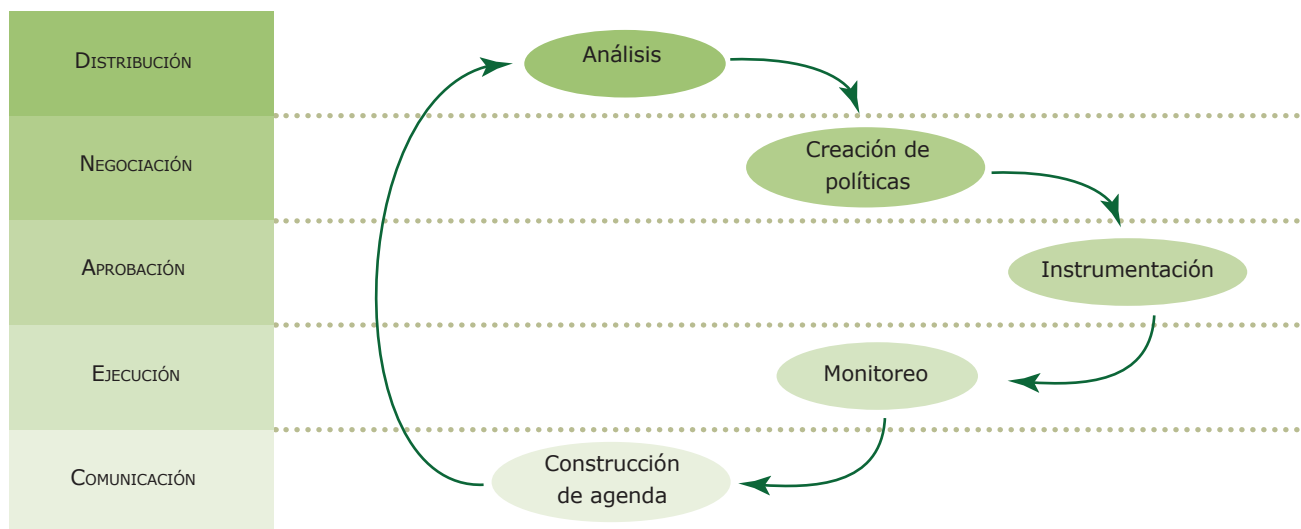 Distribución
Análisis
Negociación
Creación de
políticas
Aprobación
Instrumentación
Ejecución
Monitoreo
Comunicación
Construcción
de agenda